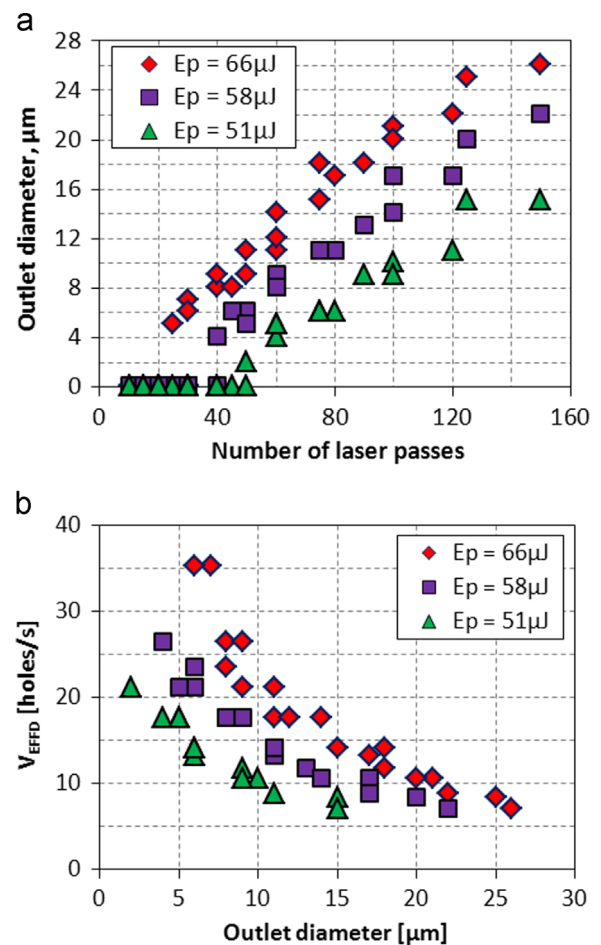 a
28
24
20
16
12
8
4
0
Outlet diameter, µm
Ep = 66µJ
Ep = 58µJ
Ep = 51µJ
0 40 80 120 160
Number of laser passes
b
40
30
20
10
0
V_EFFD [holes/s]
Ep = 66µJ
Ep = 58µJ
Ep = 51µJ
0 5 10 15 20 25 30
Outlet diameter [µm]